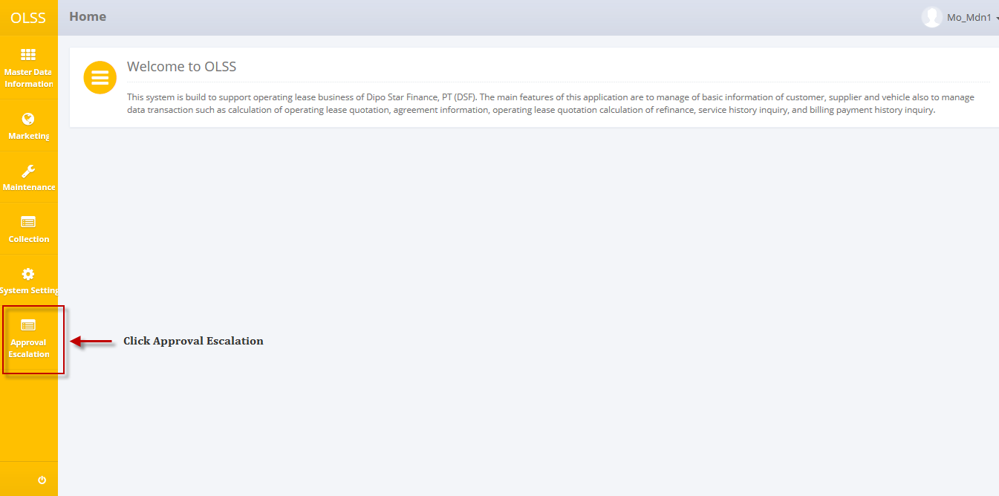 OLSS
Home
Mo_Mdn1
Master Data
Information
Marketing
Maintenance
Collection
System Setting
Approval
Escalation
Welcome to OLSS
This system is build to support operating lease business of Dipo Star Finance, PT (DSF). The main features of this application are to manage of basic information of customer, supplier and vehicle also to manage
data transaction such as calculation of operating lease quotation, agreement information, operating lease quotation calculation of refinance, service history inquiry, and billing payment history inquiry.
Click Approval Escalation